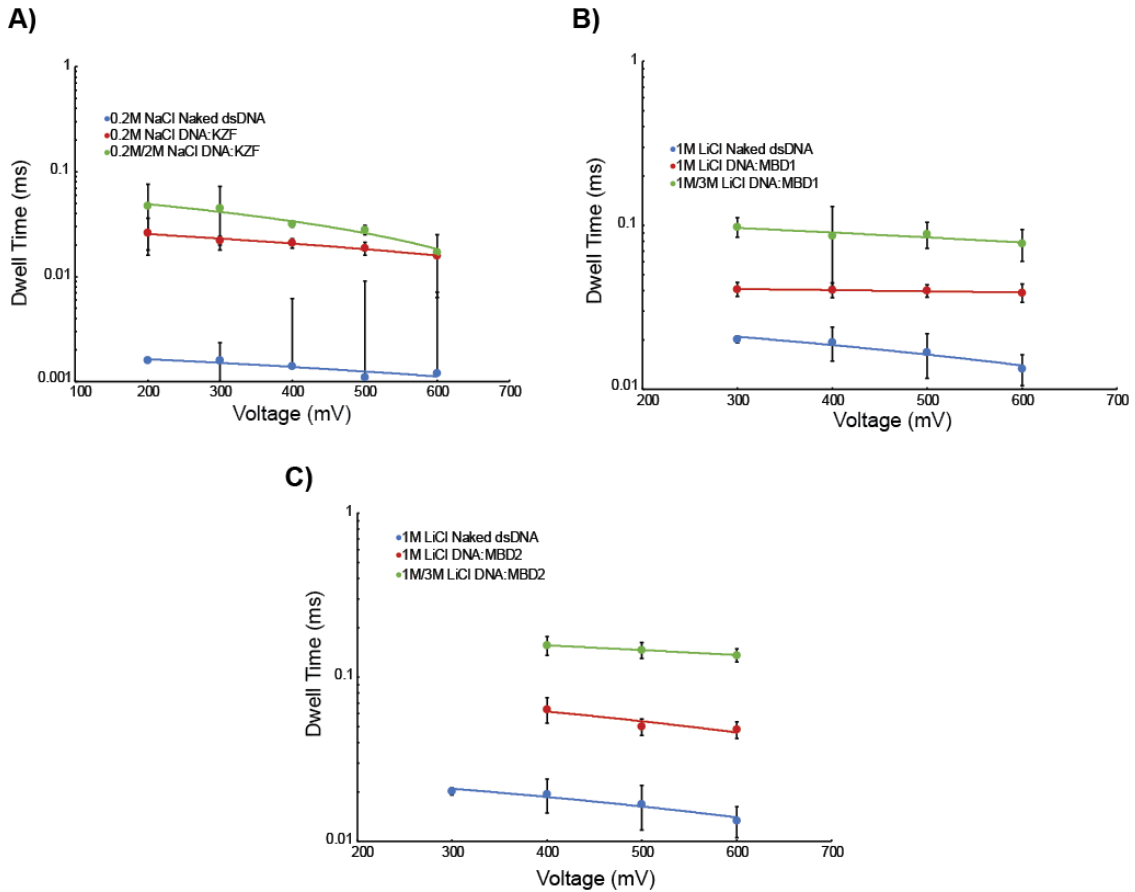 A)
1
0.1
0.01
0.001
Dwell Time (ms)
0.2M NaCl Naked dsDNA
0.2M NaCl DNA:KZF
0.2M/2M NaCl DNA:KZF
100 200 300 400 500 600 700
Voltage (mV)
B)
1
0.1
0.01
Dwell Time (ms)
1M LiCl Naked dsDNA
1M LiCl DNA:MBD1
1M/3M LiCl DNA:MBD1
200 300 400 500 600 700
Voltage (mV)
C)
1
0.1
0.01
Dwell Time (ms)
1M LiCl Naked dsDNA
1M LiCl DNA:MBD2
1M/3M LiCl DNA:MBD2
200 300 400 500 600 700
Voltage (mV)